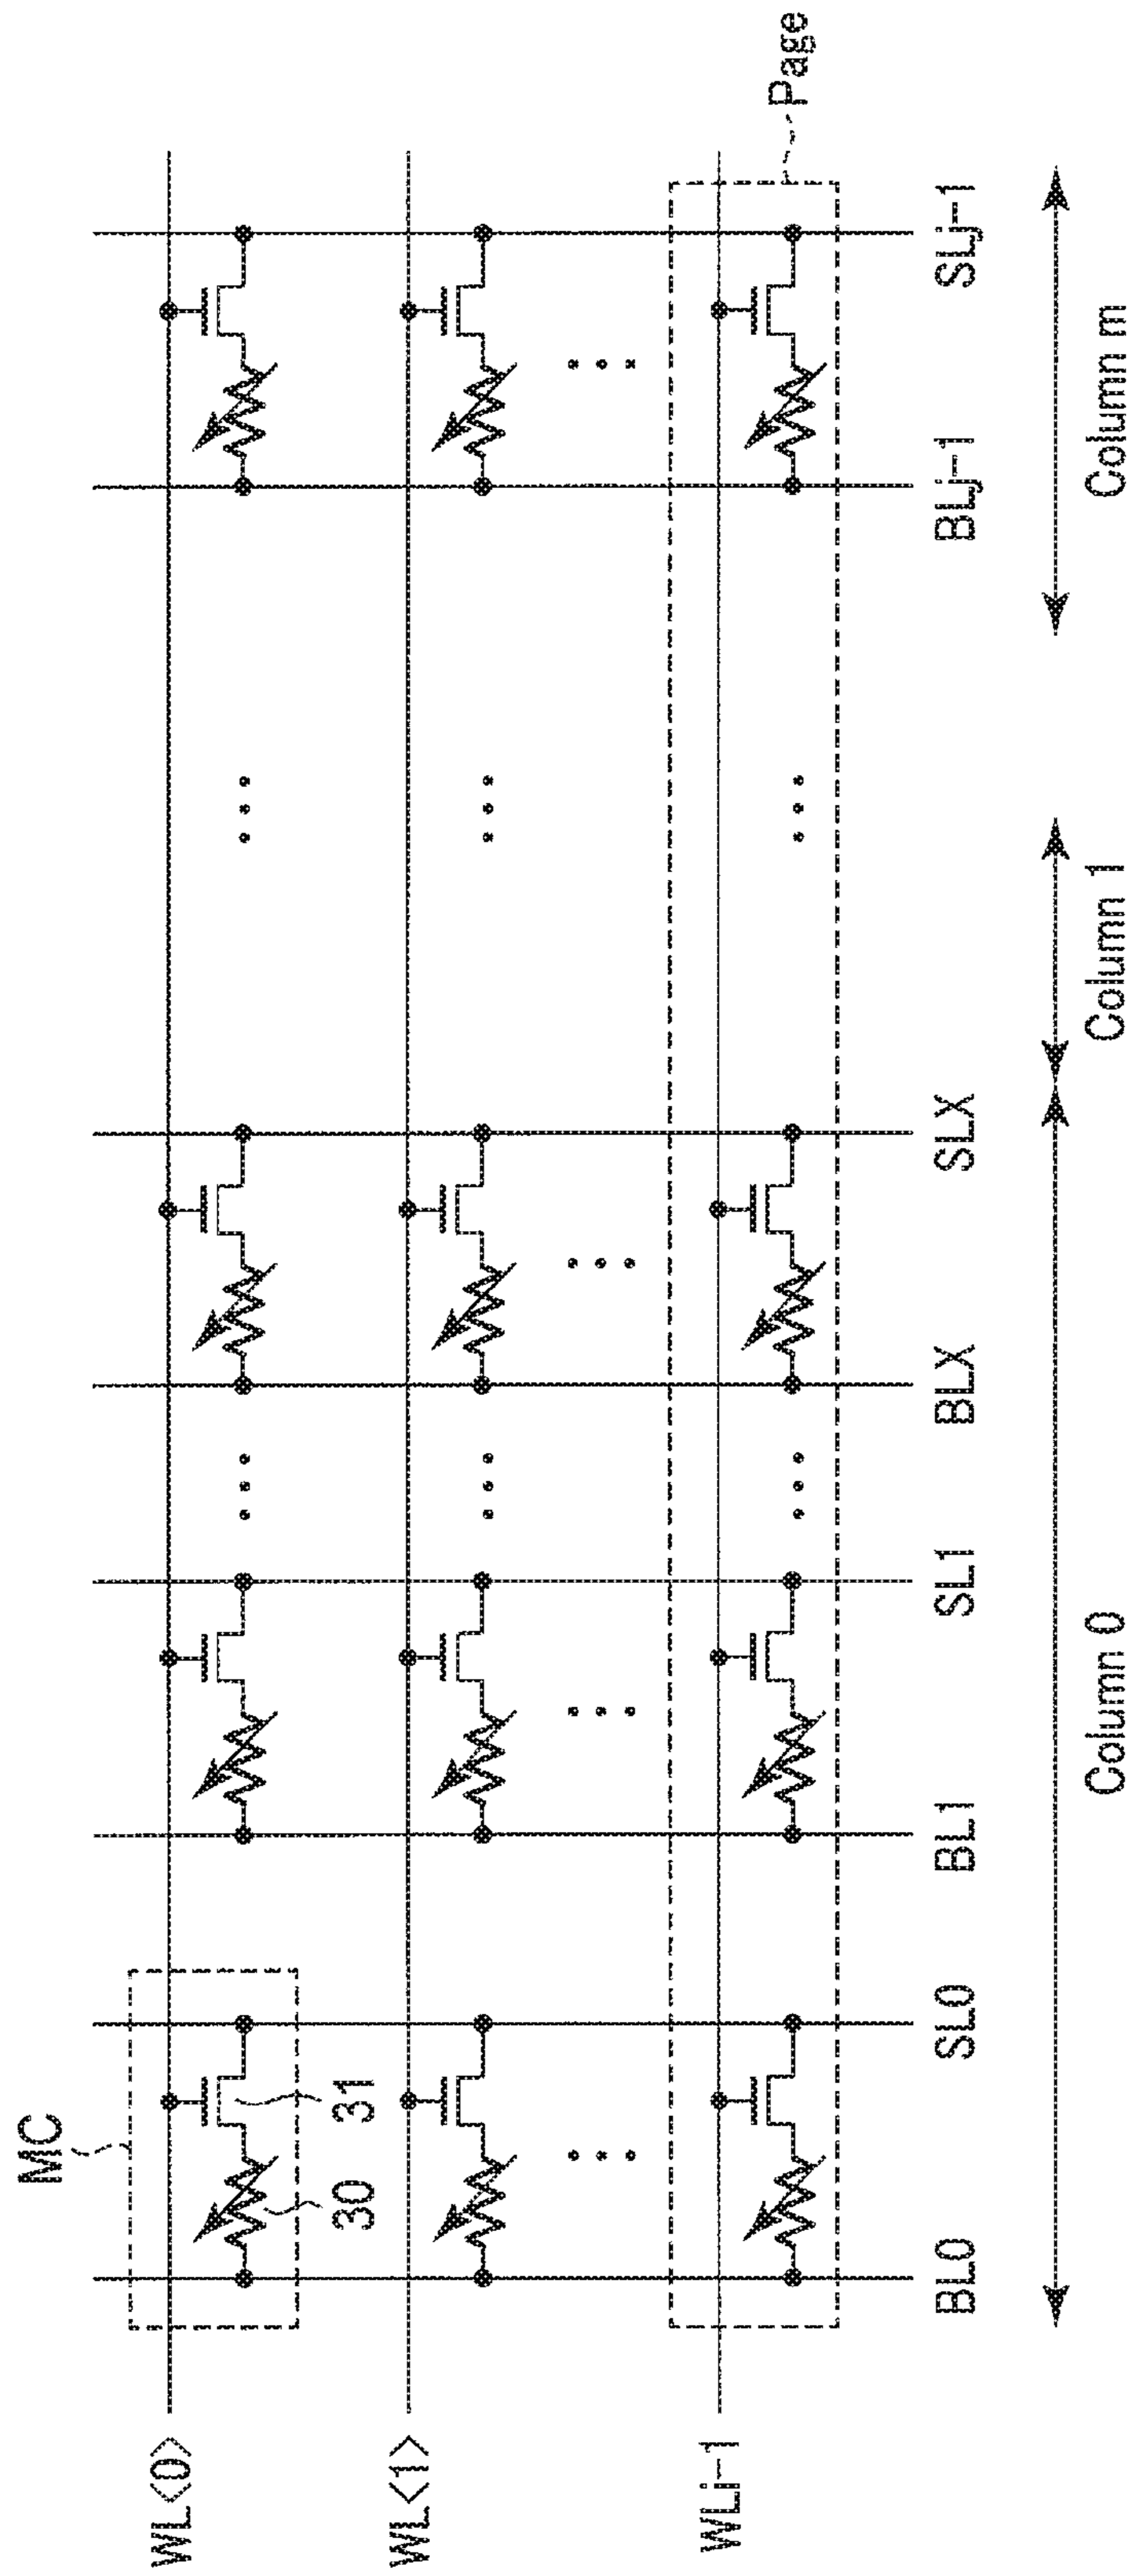 MC
WL<0>
30
31
WL<1>
WLi-1
Page
BL0
SL0
BL1
SL1
BLX
SLX
BLj-1
SLj-1
Column 0
Column 1
Column m